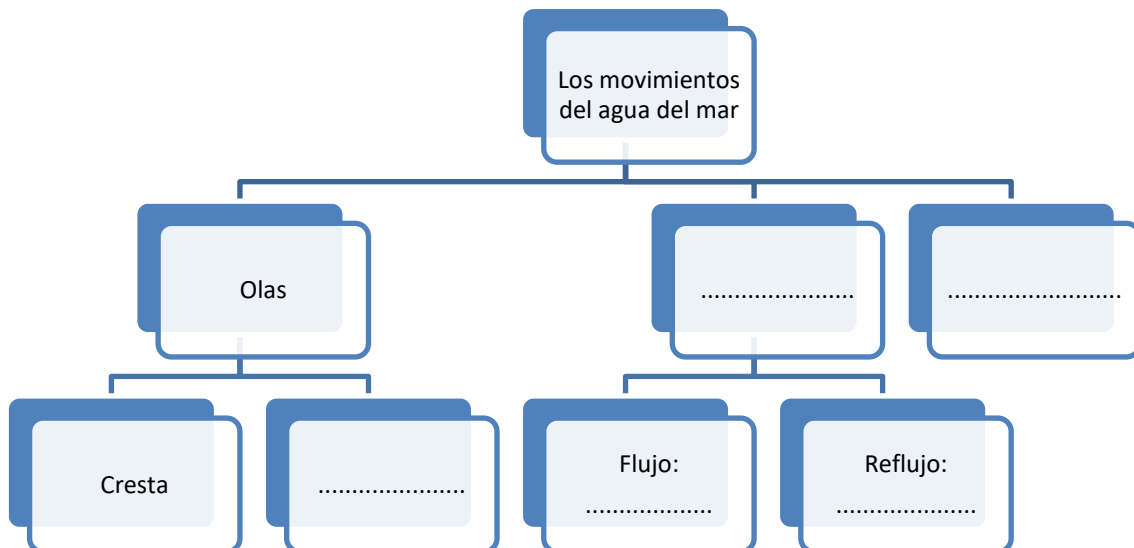 Los movimientos
del agua del mar
Olas
.......................
..........................
Cresta
......................
Flujo:
...................
Reflujo:
.....................